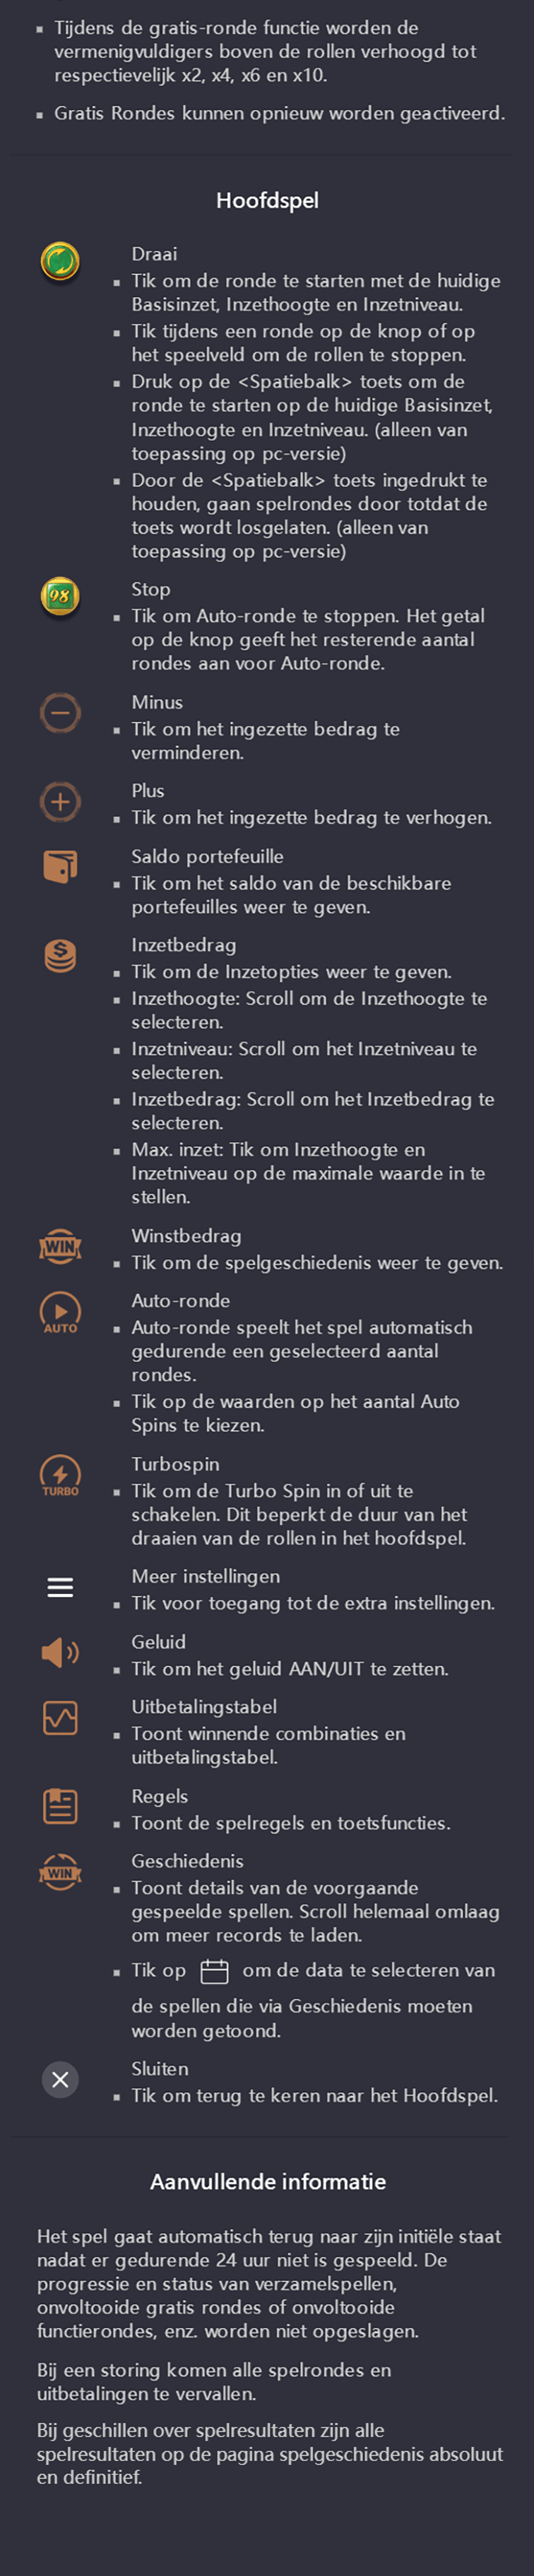 Tijdens de gratis-ronde functie worden de
vermenigvuldigers boven de rollen verhoogd tot
respectievelijk x2, x4, x6 en x10.
Gratis Rondes kunnen opnieuw worden geactiveerd.
Hoofdspel
Draai
Tik om de ronde te starten met de huidige
Basisinzet, Inzethoogte en Inzetniveau.
Tik tijdens een ronde op de knop of op
het speelveld om de rollen te stoppen.
Druk op de <Spatiebalk> toets om de
ronde te starten op de huidige Basisinzet,
Inzethoogte en Inzetniveau. (alleen van
toepassing op pc-versie)
Door de <Spatiebalk> toets ingedrukt te
houden, gaan spelrondes door totdat de
toets wordt losgelaten. (alleen van
toepassing op pc-versie)
98
Stop
Tik om Auto-ronde te stoppen. Het getal
op de knop geeft het resterende aantal
rondes aan voor Auto-ronde.
Minus
Tik om het ingezette bedrag te
verminderen.
Plus
Tik om het ingezette bedrag te verhogen.
Saldo portefeuille
Tik om het saldo van de beschikbare
portefeuilles weer te geven.
Inzetbedrag
Tik om de Inzetopties weer te geven.
Inzethoogte: Scroll om de Inzethoogte te
selecteren.
Inzetniveau: Scroll om het Inzetniveau te
selecteren.
Inzetbedrag: Scroll om het Inzetbedrag te
selecteren.
Max. inzet: Tik om Inzethoogte en
Inzetniveau op de maximale waarde in te
stellen.
WIN
Winstbedrag
Tik om de spelgeschiedenis weer te geven.
AUTO
Auto-ronde
Auto-ronde speelt het spel automatisch
gedurende een geselecteerd aantal
rondes.
Tik op de waarden op het aantal Auto
Spins te kiezen.
TURBO
Turbospin
Tik om de Turbo Spin in of uit te
schakelen. Dit beperkt de duur van het
draaien van de rollen in het hoofdspel.
Meer instellingen
Tik voor toegang tot de extra instellingen.
Geluid
Tik om het geluid AAN/UIT te zetten.
Uitbetalingstabel
Toont winnende combinaties en
uitbetalingstabel.
Regels
Toont de spelregels en toetsfuncties.
WIN
Geschiedenis
Toont details van de voorgaande
gespeelde spellen. Scroll helemaal omlaag
om meer records te laden.
Tik op om de data te selecteren van
de spellen die via Geschiedenis moeten
worden getoond.
Sluiten
Tik om terug te keren naar het Hoofdspel.
Aanvullende informatie
Het spel gaat automatisch terug naar zijn initiële staat
nadat er gedurende 24 uur niet is gespeeld. De
progressie en status van verzamelspellen,
onvoltooide gratis rondes of onvoltooide
functierondes, enz. worden niet opgeslagen.
Bij een storing komen alle spelrondes en
uitbetalingen te vervallen.
Bij geschillen over spelresultaten zijn alle
spelresultaten op de pagina spelgeschiedenis absoluut
en definitief.